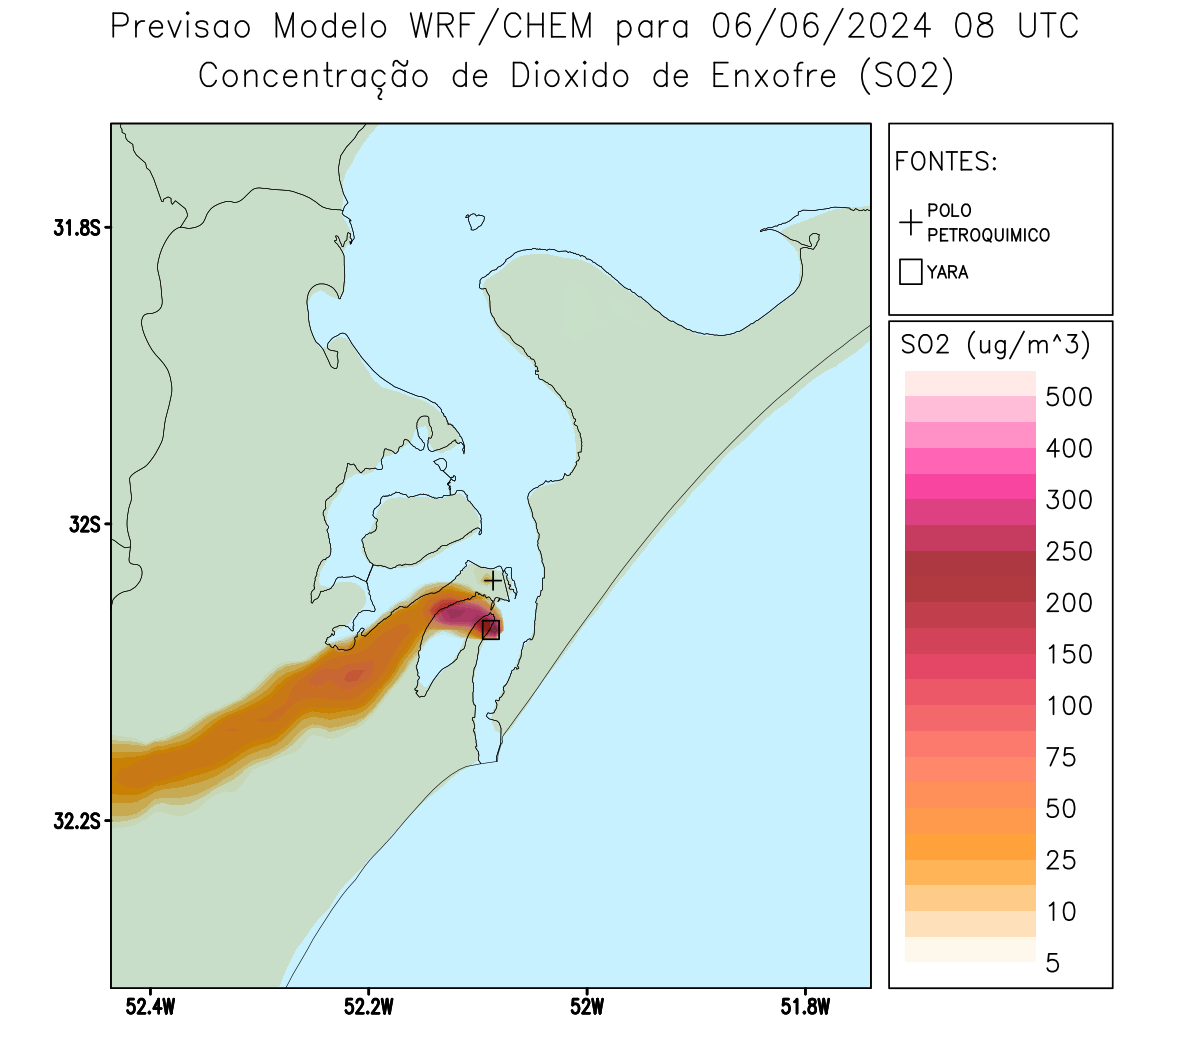 Previsao Modelo WRF/CHEM para 06/06/2024 08 UTC
Concentração de Dioxido de Enxofre (SO2)
FONTES:
POLO
PETROQUIMICO
YARA
SO2 (ug/m^3)
500
400
300
250
200
150
100
75
50
25
10
5
31.8S
32S
32.2S
52.4W
52.2W
52W
51.8W